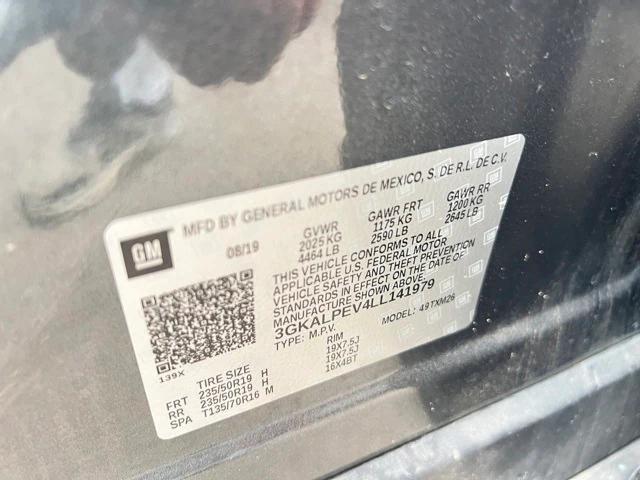 GM
MFD BY GENERAL MOTORS DE MEXICO, S. DE R.L. DE C.V.
08/19 GVWR GAWR FRT GAWR RR
2025 KG 1175 KG 1200 KG
4464 LB 2590 LB 2645 LB
THIS VEHICLE CONFORMS TO ALL
APPLICABLE U.S. FEDERAL MOTOR
VEHICLE SAFETY AND THEFT PREVENTION
STANDARDS IN EFFECT ON THE DATE OF
MANUFACTURE SHOWN ABOVE.
3GKALPEV4LL141979
TYPE: M.P.V. MODEL: 49TXM26
139X
TIRE SIZE RIM
FRT 235/50R19 H 19X7.5J
RR 235/50R19 H 19X7.5J
SPA T135/70R16 M 16X4BT